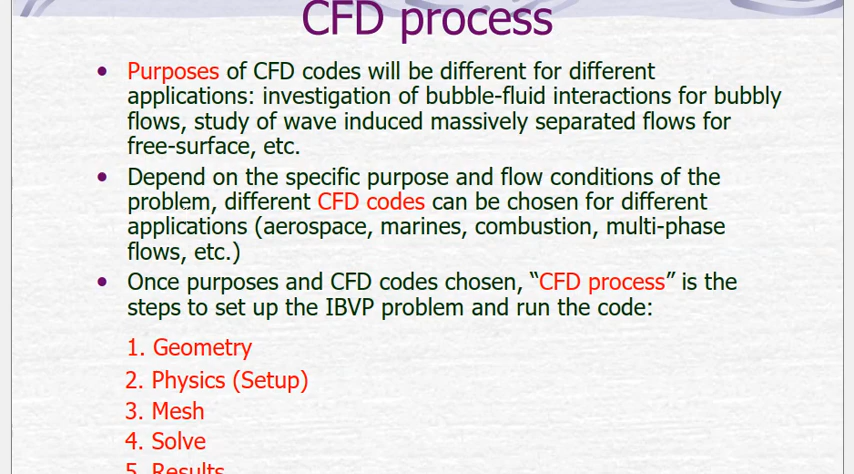 CFD process
• Purposes of CFD codes will be different for different
applications: investigation of bubble-fluid interactions for bubbly
flows, study of wave induced massively separated flows for
free-surface, etc.
• Depend on the specific purpose and flow conditions of the
problem, different CFD codes can be chosen for different
applications (aerospace, marines, combustion, multi-phase
flows, etc.)
• Once purposes and CFD codes chosen, “CFD process” is the
steps to set up the IBVP problem and run the code:
1. Geometry
2. Physics (Setup)
3. Mesh
4. Solve
5. Results